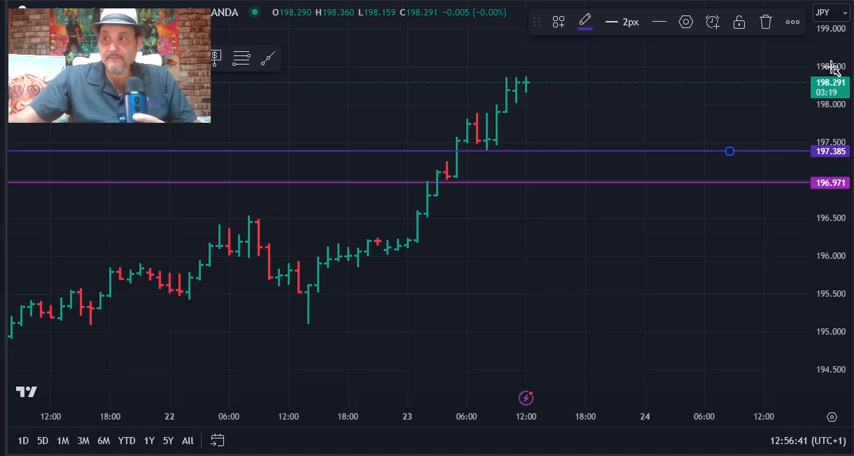 ANDA O198.290 H198.360 L198.159 C198.291 −0.005 (−0.00%)
2px
JPY
199.000
198.291
03:19
198.000
197.500
197.385
196.971
196.500
196.000
195.500
195.000
194.500
12:00 18:00 22 06:00 12:00 18:00 23 06:00 12:00 18:00 24 06:00 12:00
1D 5D 1M 3M 6M YTD 1Y 5Y All
12:56:41 (UTC+1)